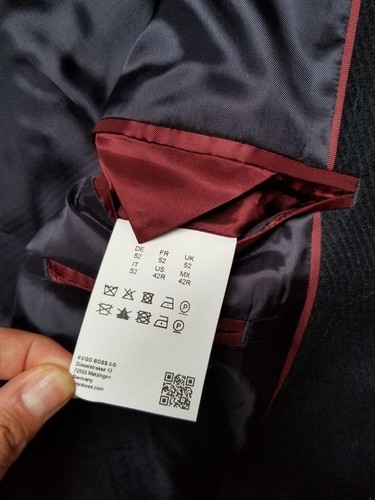 DE FR UK
52 52 52
IT US MX
52 42R 42R
HUGO BOSS AG
Dieselstrasse 12
72555 Metzingen
Germany